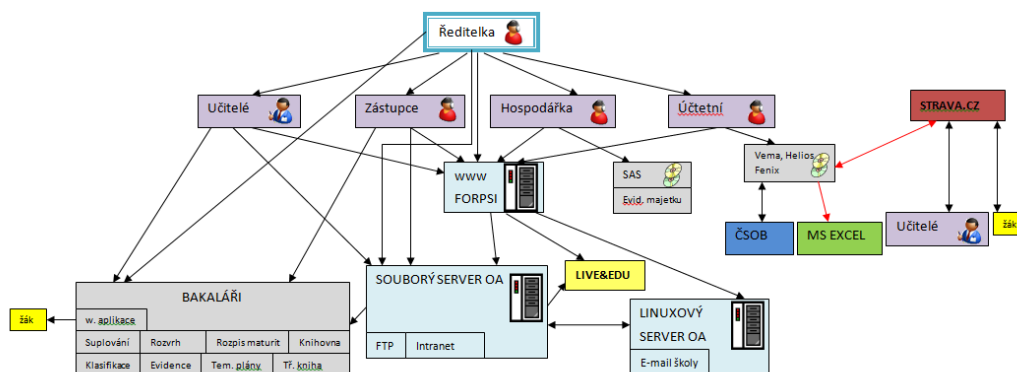 Ředitelka
Učitelé
Zástupce
Hospodářka
Účtetní
STRAVA.CZ
www
FORPSI
SAS
Evid. majetku
Vema, Helios,
Fenix
ČSOB
MS EXCEL
Učitelé
žák
BAKALÁŘI
w. aplikace
Suplování
Rozvrh
Rozpis maturit
Knihovna
Klasifikace
Evidence
Tem. plány
Tř. kniha
žák
SOUBORÝ SERVER OA
FTP
Intranet
LIVE&EDU
LINUXOVÝ
SERVER OA
E-mail školy